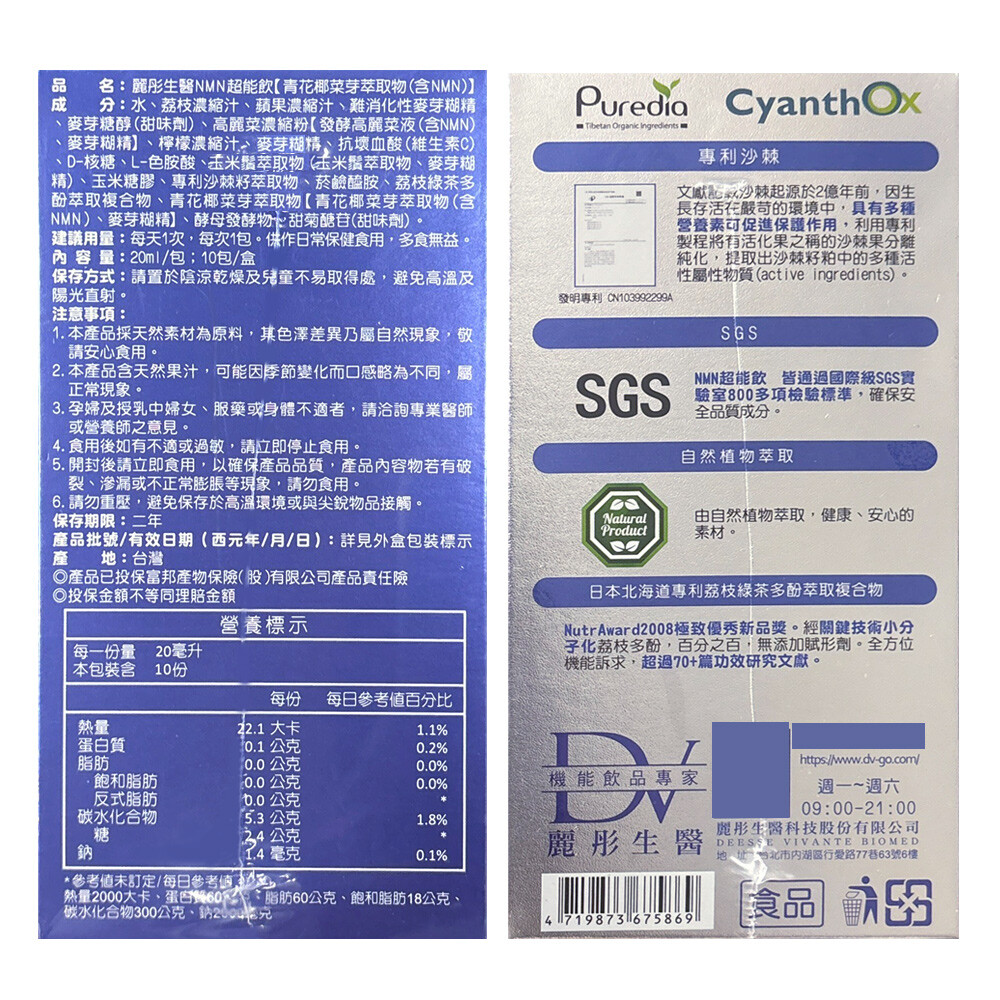 品　　名：麗彤生醫NMN超能飲【青花椰菜芽萃取物(含NMN)】
成　　分：水、荔枝濃縮汁、蘋果濃縮汁、難消化性麥芽糊精
、麥芽糖醇(甜味劑)、高麗菜濃縮粉【發酵高麗菜液(含NMN)
、麥芽糊精】、檸檬濃縮汁、麥芽糊精、抗壞血酸(維生素C)
、D-核糖、L-色胺酸、玉米鬚萃取物(玉米鬚萃取物、麥芽糊
精)、玉米糖膠、專利沙棘籽萃取物、菸鹼醯胺、荔枝綠茶多
酚萃取複合物、青花椰菜芽萃取物【青花椰菜芽萃取物(含
NMN)、麥芽糊精】、酵母發酵物、甜菊醣苷(甜味劑)。
建議用量：每天1次，每次1包。供作日常保健食用，多食無益。
內 容 量：20ml/包；10包/盒
保存方式：請置於陰涼乾燥及兒童不易取得處，避免高溫及
陽光直射。
注意事項：
1.本產品採天然素材為原料，其色澤差異乃屬自然現象，敬
請安心食用。
2.本產品含天然果汁，可能因季節變化而口感略為不同，屬
正常現象。
3.孕婦及授乳中婦女、服藥或身體不適者，請洽詢專業醫師
或營養師之意見。
4.食用後如有不適或過敏，請立即停止食用。
5.開封後請立即食用，以確保產品品質，產品內容物若有破
裂、滲漏或不正常膨脹等現象，請勿食用。
6.請勿重壓，避免保存於高溫環境或與尖銳物品接觸。
保存期限：二年
產品批號/有效日期（西元年/月/日）：詳見外盒包裝標示
產　　地：台灣
◎產品已投保富邦產物保險(股)有限公司產品責任險
◎投保金額不等同理賠金額
營養標示
每一份量　20毫升
本包裝含　10份
每份　每日參考值百分比
熱量　22.1 大卡　1.1%
蛋白質　0.1 公克　0.2%
脂肪　0.0 公克　0.0%
飽和脂肪　0.0 公克　0.0%
反式脂肪　0.0 公克　*
碳水化合物　5.3 公克　1.8%
糖　2.4 公克　*
鈉　1.4 毫克　0.1%
*參考值未訂定/每日參考值：
熱量2000大卡、蛋白質60公克、脂肪60公克、飽和脂肪18公克、
碳水化合物300公克、鈉2000毫克
Puredia
Tibetan Organic Ingredients
CyanthOx
專利沙棘
文獻記載沙棘起源於2億年前，因生
長存活在嚴苛的環境中，具有多種
營養素可促進保護作用，利用專利
製程將有活化果之稱的沙棘果分離
純化，提取出沙棘籽粕中的多種活
性屬性物質(active ingredients)。
發明專利 CN103992299A
SGS
SGS
NMN超能飲　皆通過國際級SGS實
驗室800多項檢驗標準，確保安
全品質成分。
自然植物萃取
Natural
Product
由自然植物萃取，健康、安心的
素材。
日本北海道專利荔枝綠茶多酚萃取複合物
NutrAward2008極致優秀新品獎。經關鍵技術小分
子化荔枝多酚，百分之百，無添加賦形劑。全方位
機能訴求，超過70+篇功效研究文獻。
DV
機能飲品專家
麗彤生醫
https://www.dv-go.com/
週一~週六
09:00-21:00
麗彤生醫科技股份有限公司
DEESSE VIVANTE BIOMED
地　址：台北市內湖區行愛路77巷63號6樓
4 719873 675869
食品